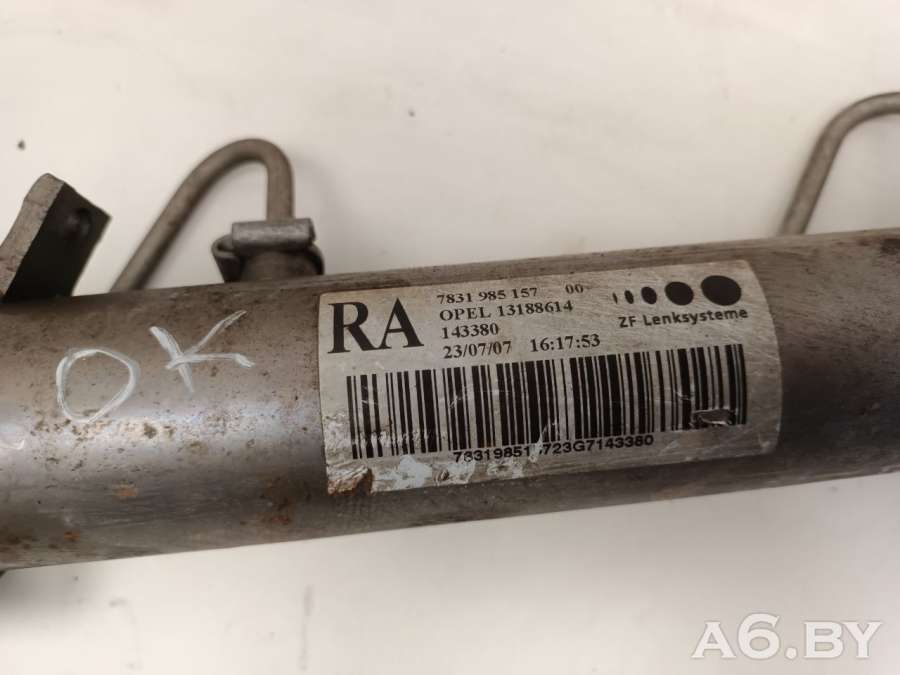 OK
RA
7831 985 157 00
OPEL 13188614
143380
23/07/07 16:17:53
ZF Lenksysteme
A6.BY